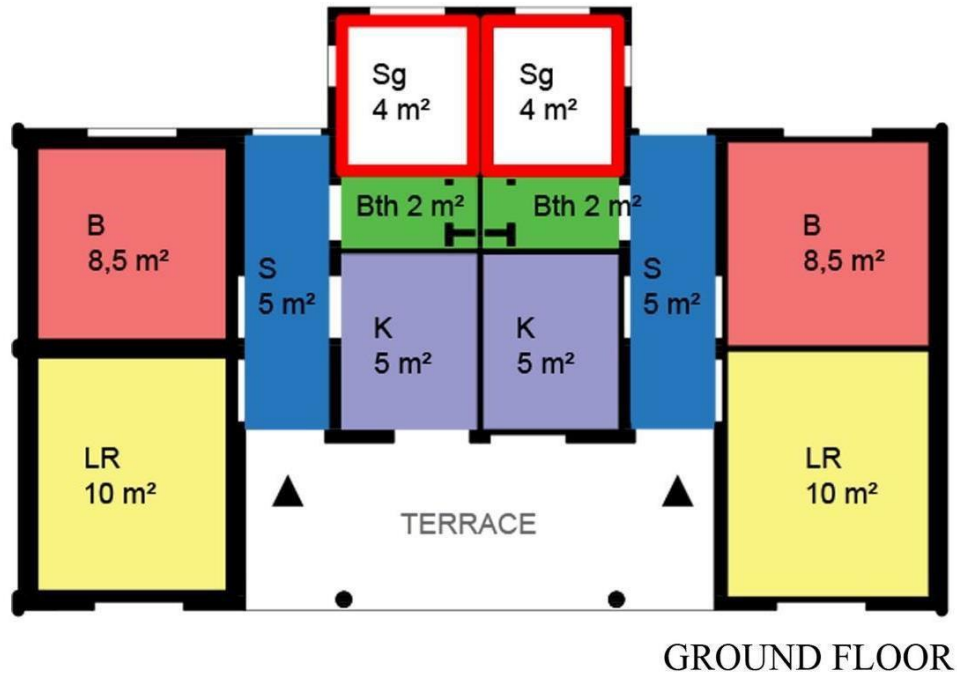 Sg
4 m²
Sg
4 m²
Bth 2 m²
Bth 2 m²
B
8,5 m²
S
5 m²
S
5 m²
B
8,5 m²
K
5 m²
K
5 m²
LR
10 m²
LR
10 m²
TERRACE
GROUND FLOOR